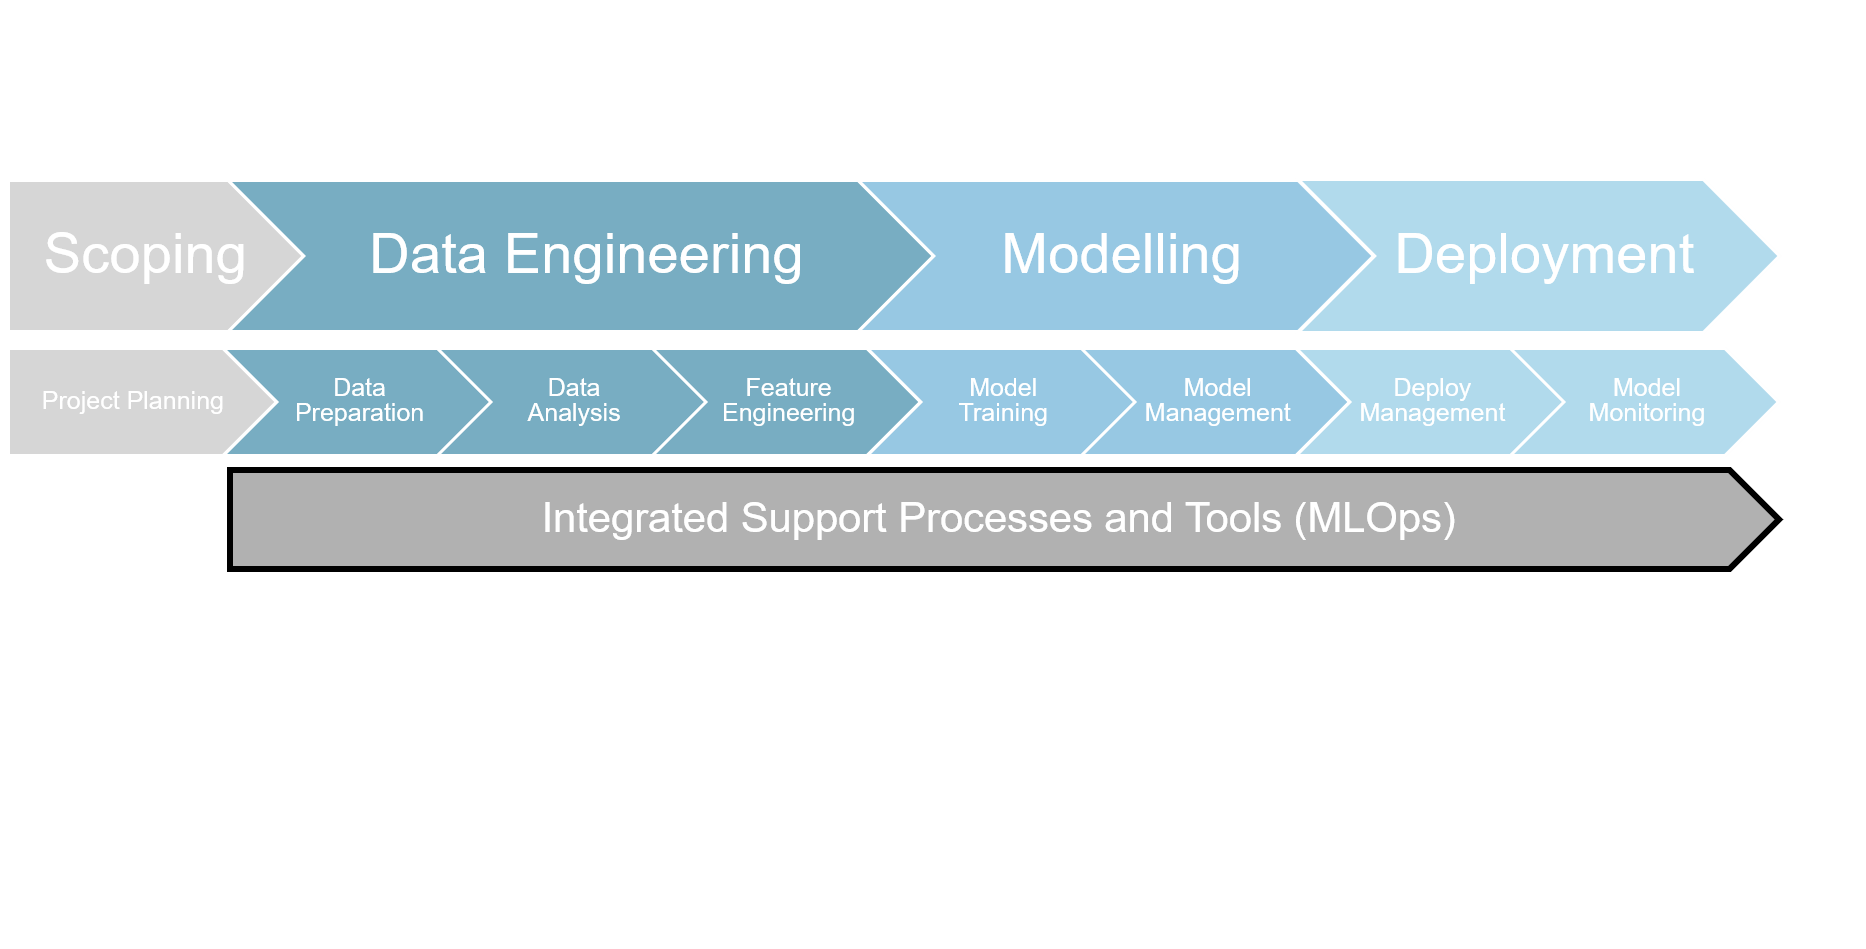 Scoping
Data Engineering
Modelling
Deployment
Project Planning
Data
Preparation
Data
Analysis
Feature
Engineering
Model
Training
Model
Management
Deploy
Management
Model
Monitoring
Integrated Support Processes and Tools (MLOps)